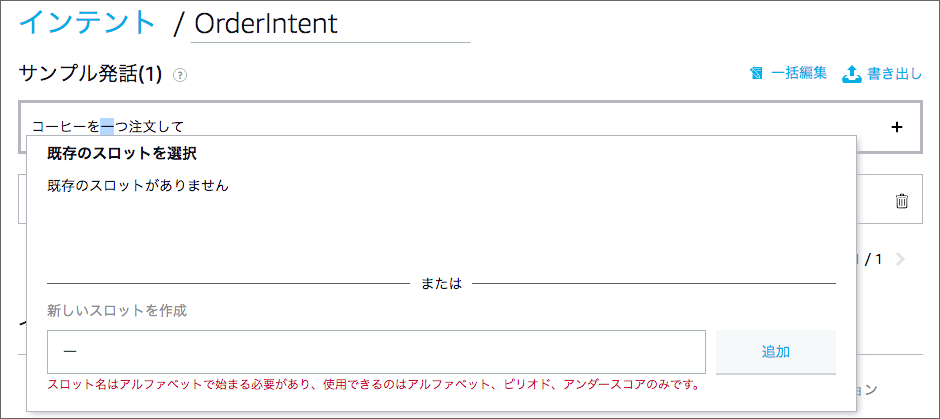 インテント / OrderIntent
サンプル発話(1) ?
一括編集 書き出し
コーヒーを一つ注文して +
既存のスロットを選択
既存のスロットがありません
/ 1
または
新しいスロットを作成
一
追加
スロット名はアルファベットで始まる必要があり、使用できるのはアルファベット、ピリオド、アンダースコアのみです。
ョン